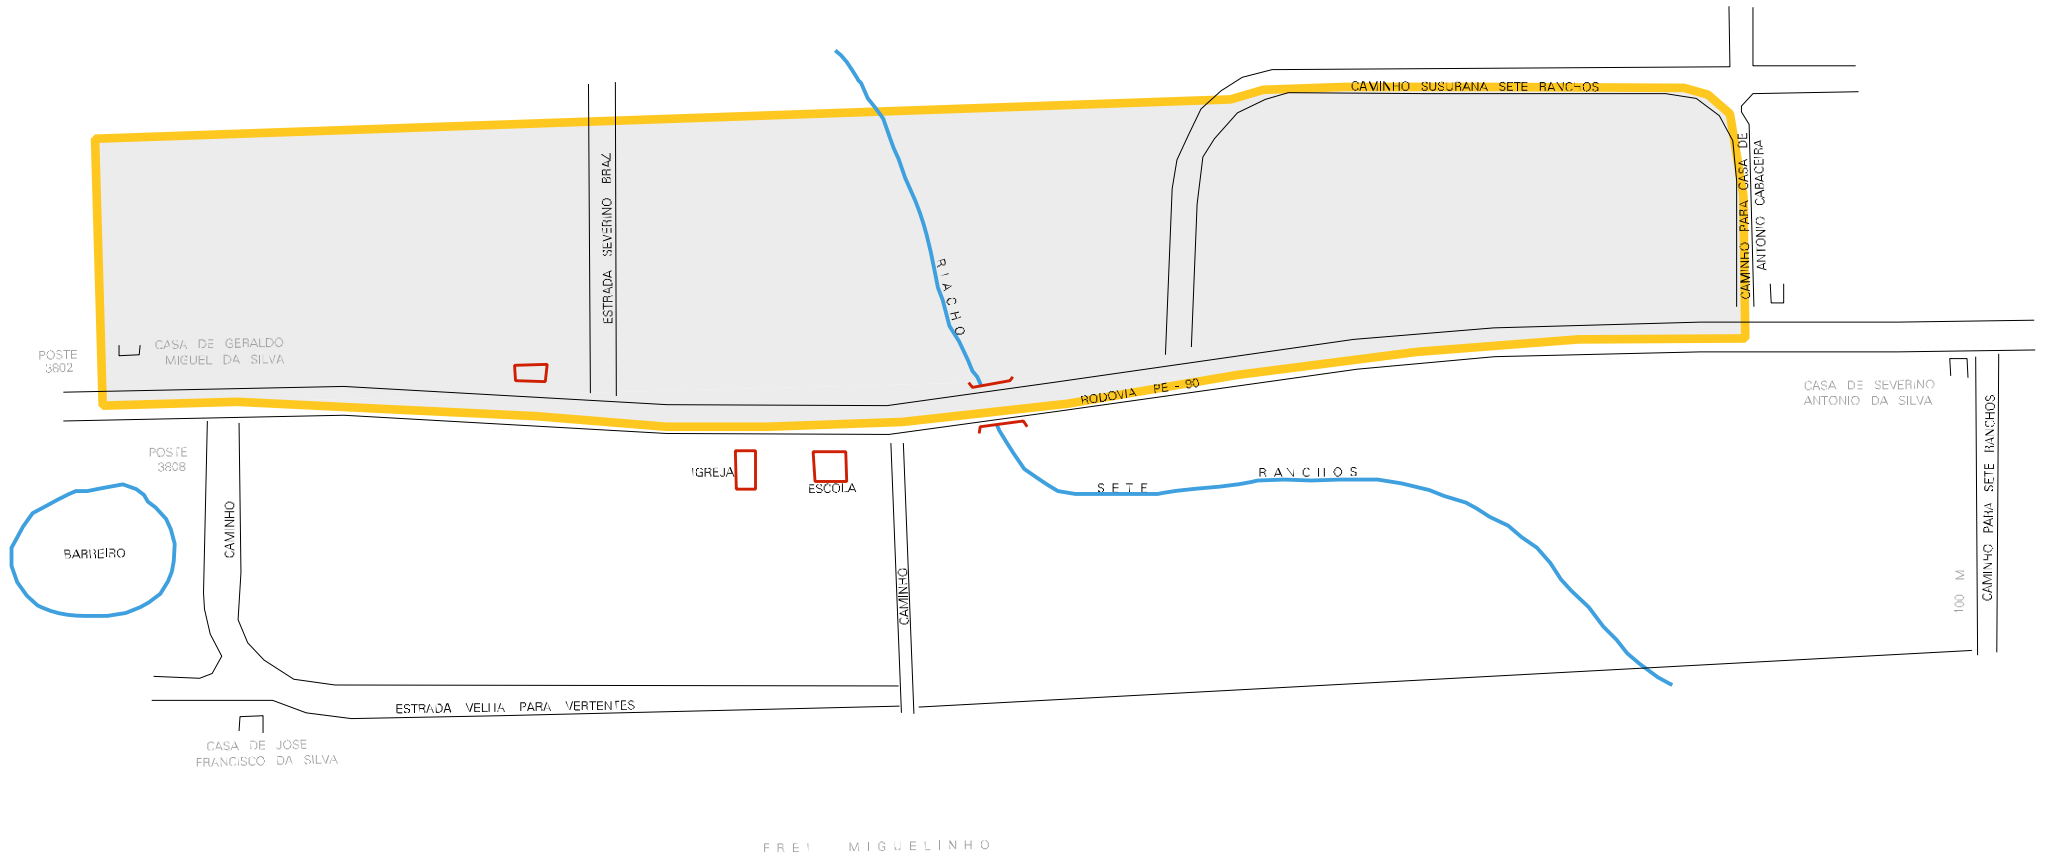 CAMINHO SUSURANA SETE RANCHOS
CAMINHO PARA CASA DE
ANTONIO CABACEIRA
ESTRADA SEVERINO BRAZ
RIACHO
CASA DE GERALDO
MIGUEL DA SILVA
POSTE
3802
RODOVIA PE - 90
CASA DE SEVERINO
ANTONIO DA SILVA
POSTE
3808
IGREJA
ESCOLA
SETE
RANCHOS
CAMINHO PARA SETE RANCHOS
CAMINHO
BARREIRO
CAMINHO
100 M
ESTRADA VELHA PARA VERTENTES
CASA DE JOSE
FRANCISCO DA SILVA
FREI MIGUELINHO